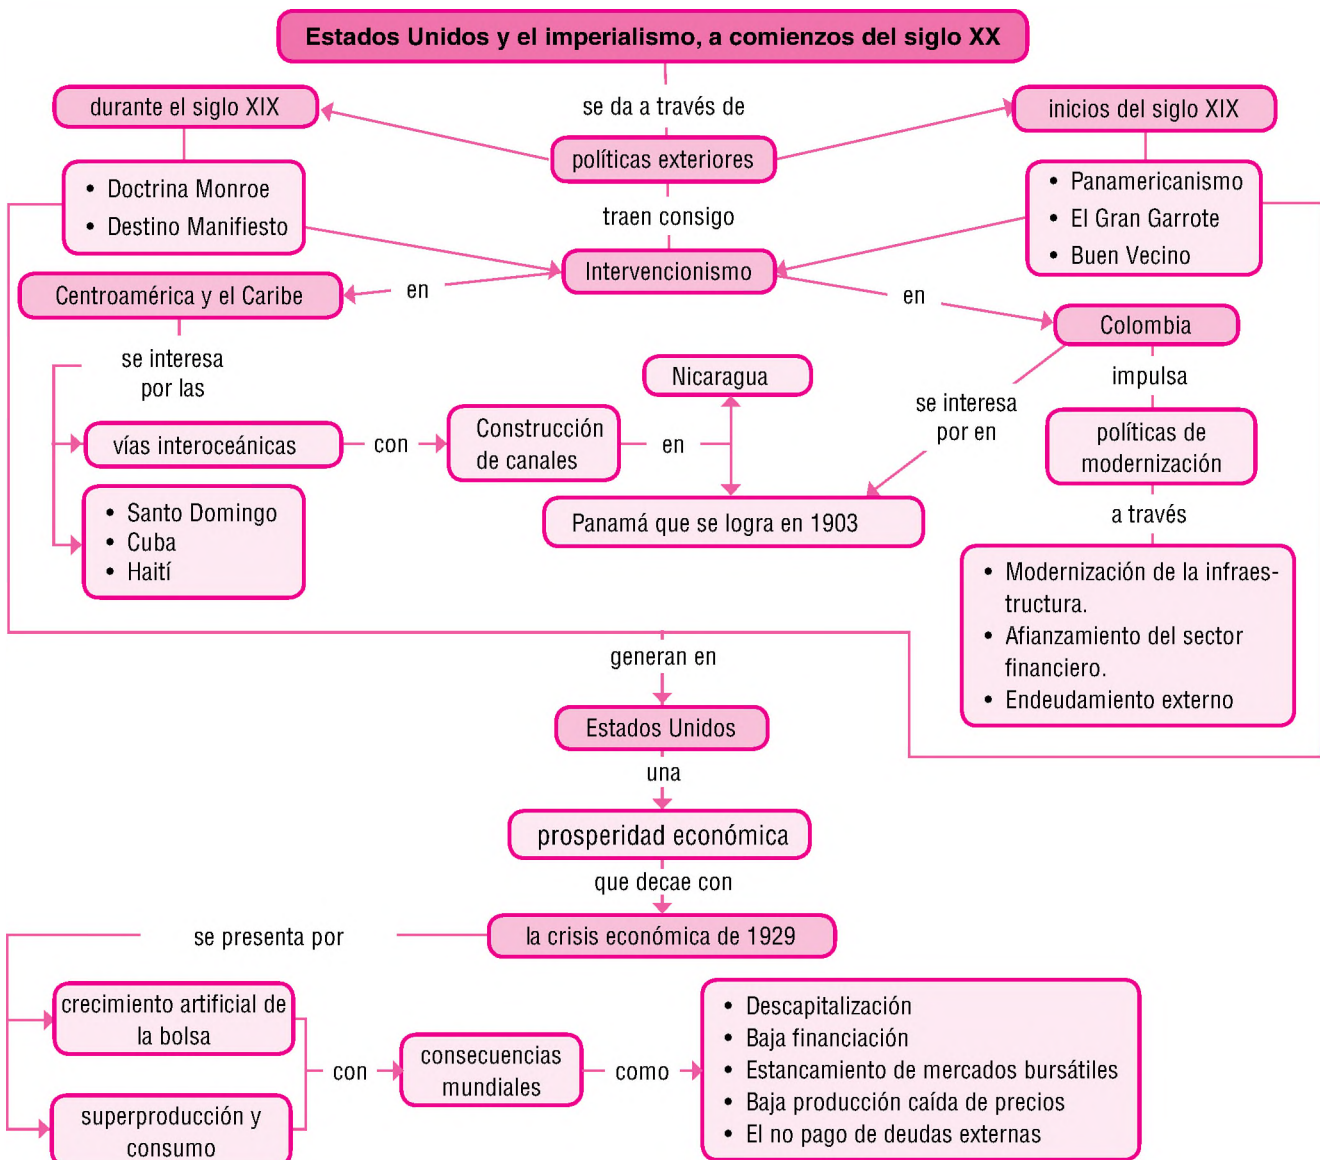 Estados Unidos y el imperialismo, a comienzos del siglo XX
durante el siglo XIX
se da a través de
inicios del siglo XIX
políticas exteriores
• Doctrina Monroe
• Destino Manifiesto
traen consigo
• Panamericanismo
• El Gran Garrote
• Buen Vecino
Intervencionismo
Centroamérica y el Caribe
en
en
Colombia
se interesa
por las
Nicaragua
impulsa
se interesa
por en
vías interoceánicas
con
Construcción
de canales
en
políticas de
modernización
Panamá que se logra en 1903
a través
• Santo Domingo
• Cuba
• Haití
• Modernización de la infraes-
tructura.
• Afianzamiento del sector
financiero.
• Endeudamiento externo
generan en
Estados Unidos
una
prosperidad económica
que decae con
la crisis económica de 1929
se presenta por
crecimiento artificial de
la bolsa
superproducción y
consumo
con
consecuencias
mundiales
como
• Descapitalización
• Baja financiación
• Estancamiento de mercados bursátiles
• Baja producción caída de precios
• El no pago de deudas externas